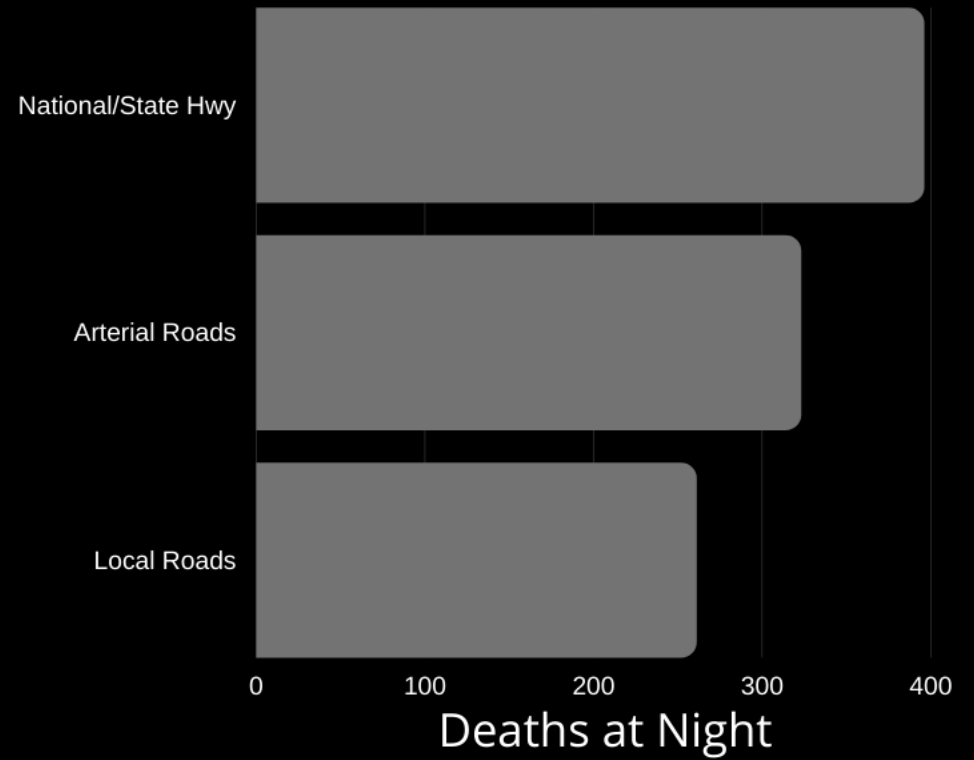 National/State Hwy
Arterial Roads
Local Roads
0 100 200 300 400
Deaths at Night